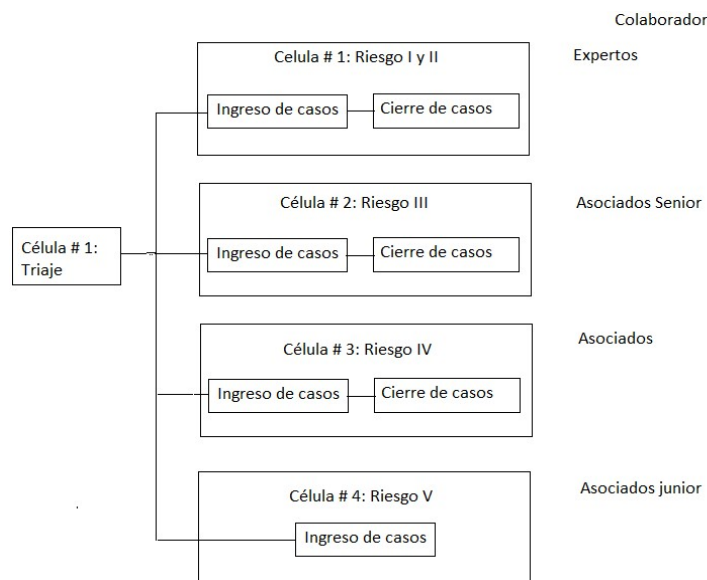 Colaborador
Celula # 1: Riesgo I y II
Expertos
Ingreso de casos
Cierre de casos
Célula # 2: Riesgo III
Asociados Senior
Célula # 1:
Triaje
Ingreso de casos
Cierre de casos
Célula # 3: Riesgo IV
Asociados
Ingreso de casos
Cierre de casos
Célula # 4: Riesgo V
Asociados junior
Ingreso de casos